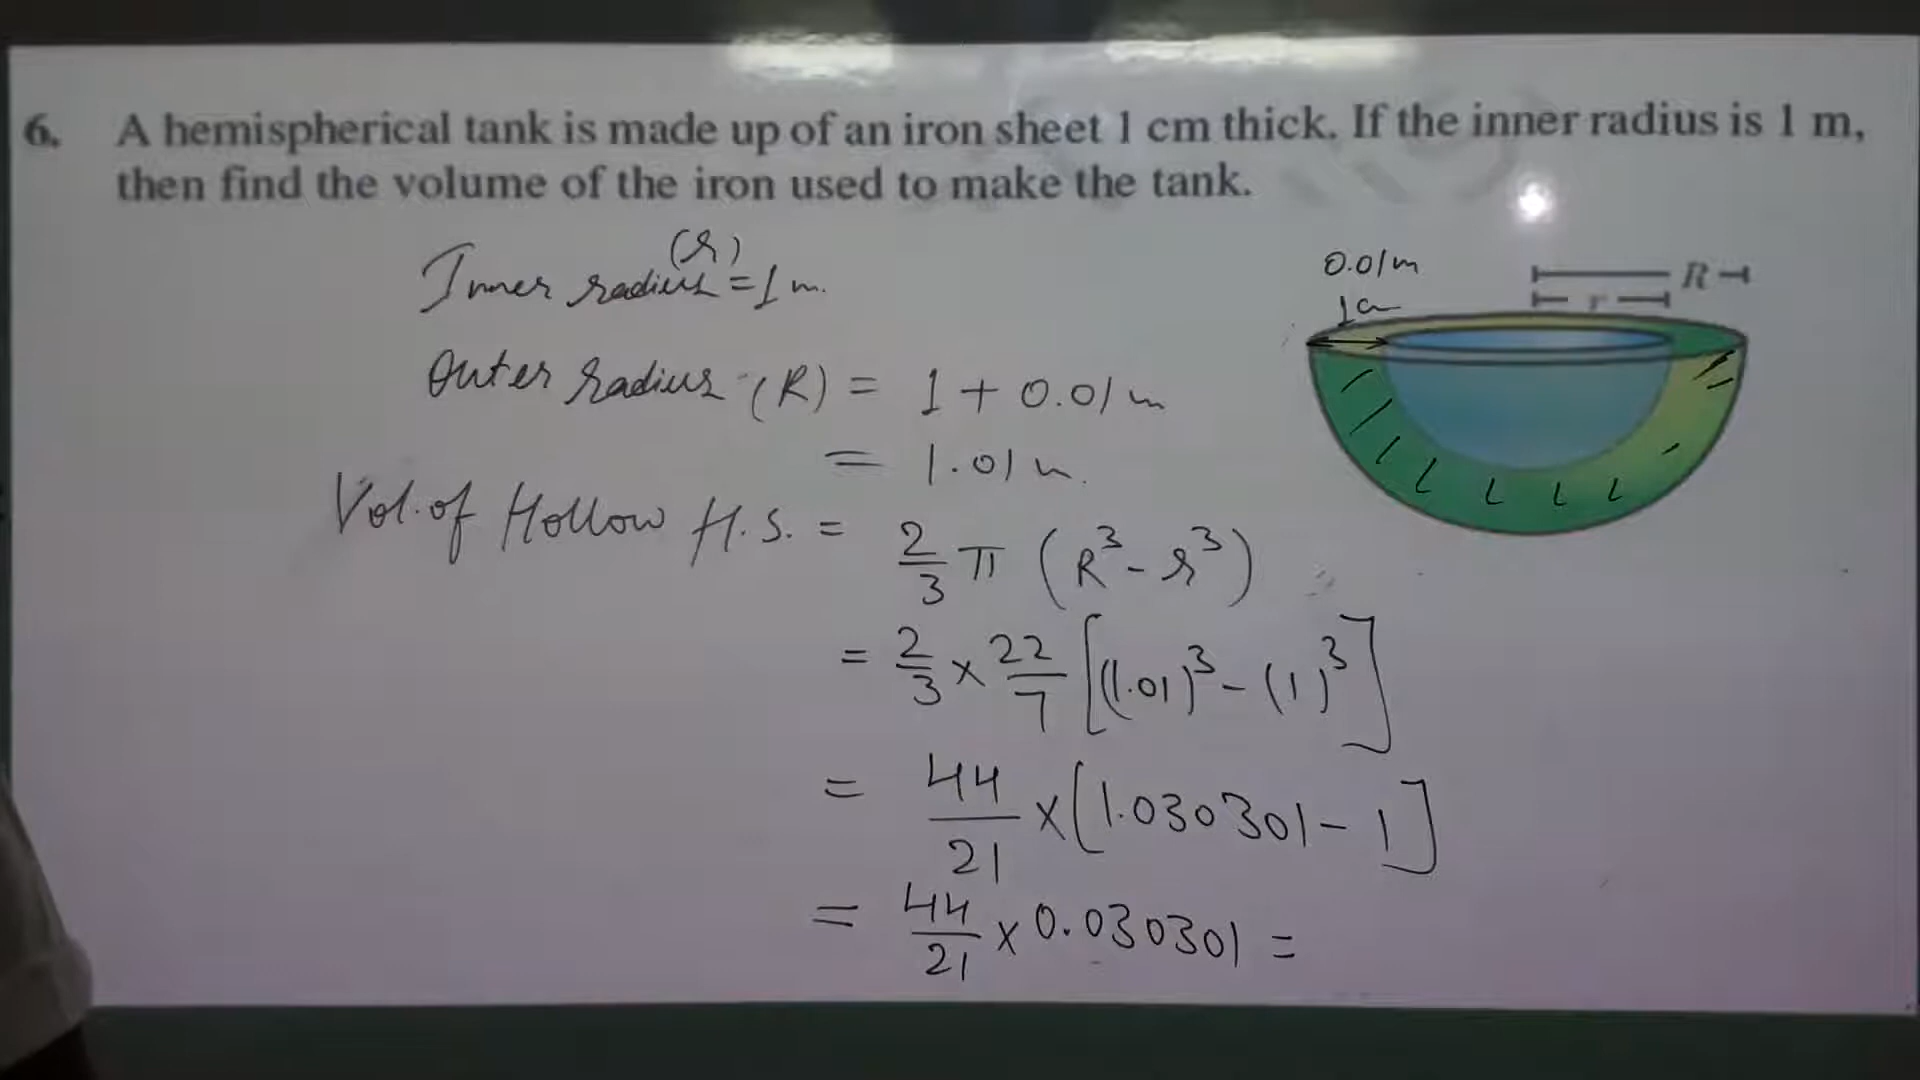 6. A hemispherical tank is made up of an iron sheet 1 cm thick. If the inner radius is 1 m,
then find the volume of the iron used to make the tank.
Inner radius (r) = 1 m.
0.01m
R
1 cm
r
Outer radius (R) = 1 + 0.01 m
= 1.01 m.
Vol. of Hollow H.S. = 2/3 π (R³ - r³)
= 2/3 × 22/7 [(1.01)³ - (1)³]
= 44/21 × [1.030301 - 1]
= 44/21 × 0.030301 =